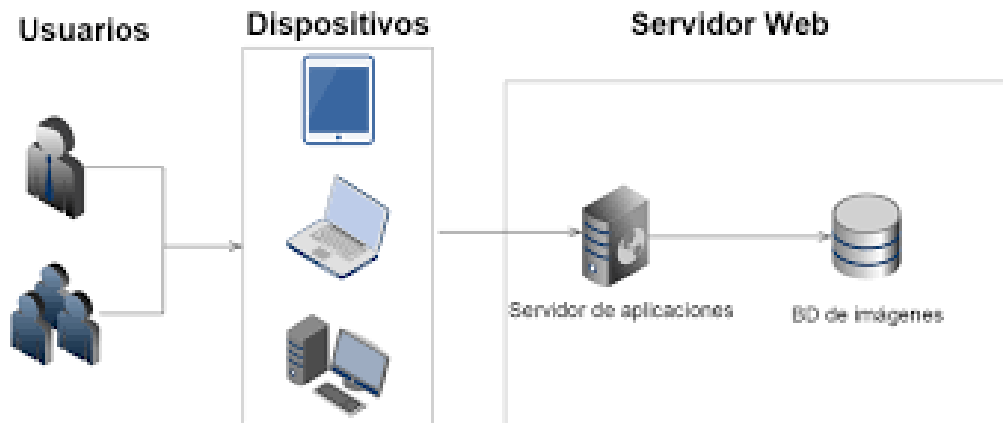 Usuarios
Dispositivos
Servidor Web
Servidor de aplicaciones
BD de imágenes